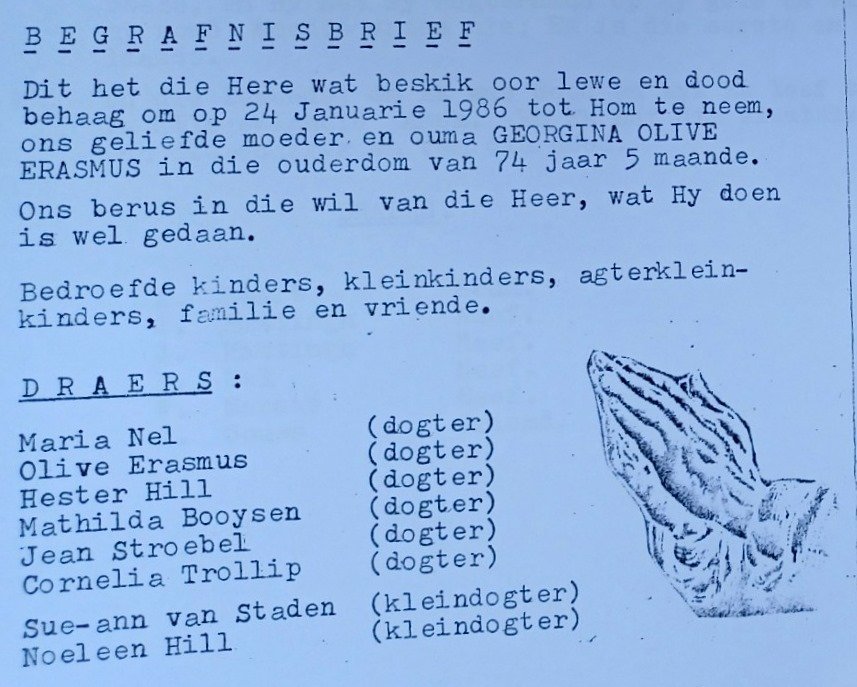 B E G R A F N I S B R I E F
Dit het die Here wat beskik oor lewe en dood
behaag om op 24 Januarie 1986 tot Hom te neem,
ons geliefde moeder en ouma GEORGINA OLIVE
ERASMUS in die ouderdom van 74 jaar 5 maande.
Ons berus in die wil van die Heer, wat Hy doen
is wel gedaan.
Bedroefde kinders, kleinkinders, agterklein-
kinders, familie en vriende.
D R A E R S :
Maria Nel (dogter)
Olive Erasmus (dogter)
Hester Hill (dogter)
Mathilda Booysen (dogter)
Jean Stroebel (dogter)
Cornelia Trollip (dogter)
Sue-ann van Staden (kleindogter)
Noeleen Hill (kleindogter)